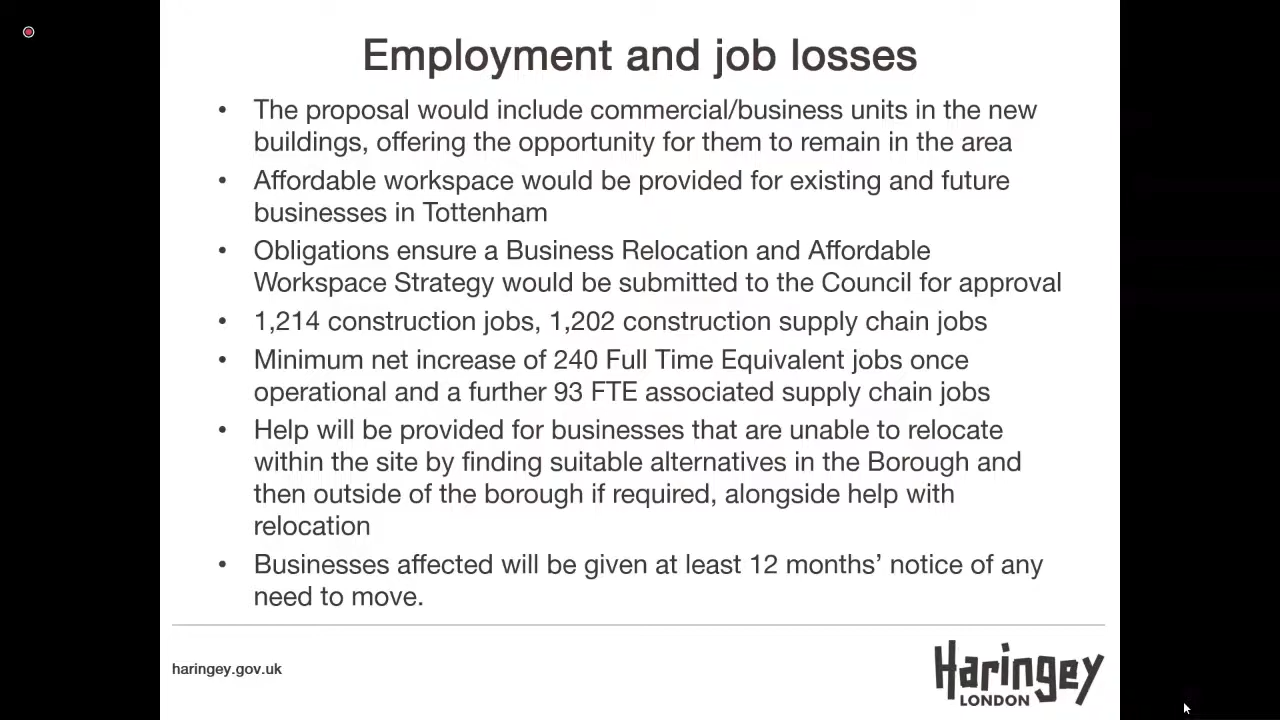 Employment and job losses
• The proposal would include commercial/business units in the new
buildings, offering the opportunity for them to remain in the area
• Affordable workspace would be provided for existing and future
businesses in Tottenham
• Obligations ensure a Business Relocation and Affordable
Workspace Strategy would be submitted to the Council for approval
• 1,214 construction jobs, 1,202 construction supply chain jobs
• Minimum net increase of 240 Full Time Equivalent jobs once
operational and a further 93 FTE associated supply chain jobs
• Help will be provided for businesses that are unable to relocate
within the site by finding suitable alternatives in the Borough and
then outside of the borough if required, alongside help with
relocation
• Businesses affected will be given at least 12 months’ notice of any
need to move.
haringey.gov.uk
Haringey
LONDON